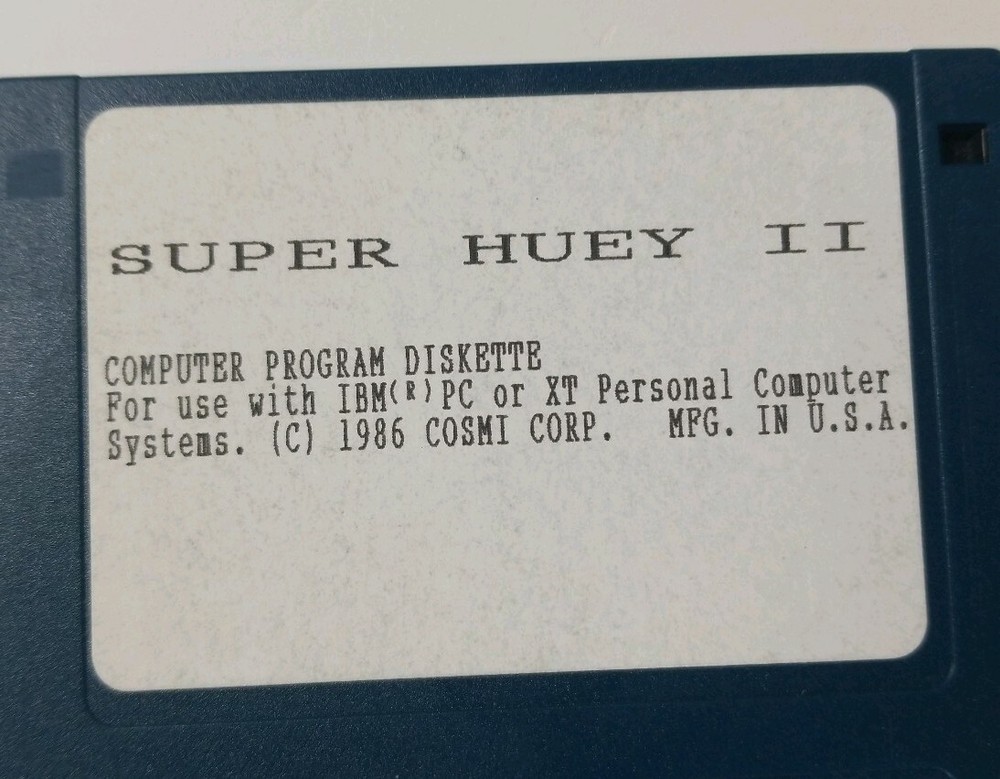 SUPER HUEY II
COMPUTER PROGRAM DISKETTE
For use with IBM(R)PC or XT Personal Computer
Systems. (C) 1986 COSMI CORP. MFG. IN U.S.A.